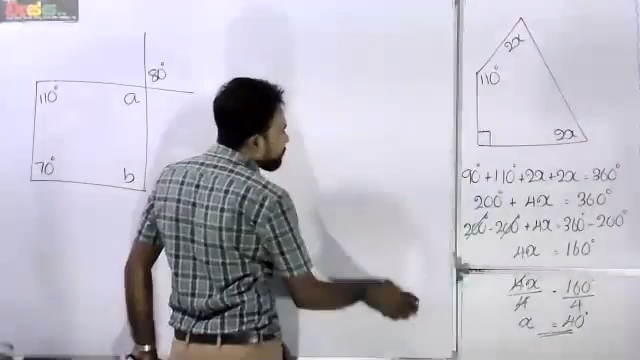 80°
110°
a
70°
b
2x
110°
2x
90° + 110° + 2x + 2x = 360°
200° + 4x = 360°
200° - 200° + 4x = 360° - 200°
4x = 160°
4x/4 = 160°/4
x = 40°